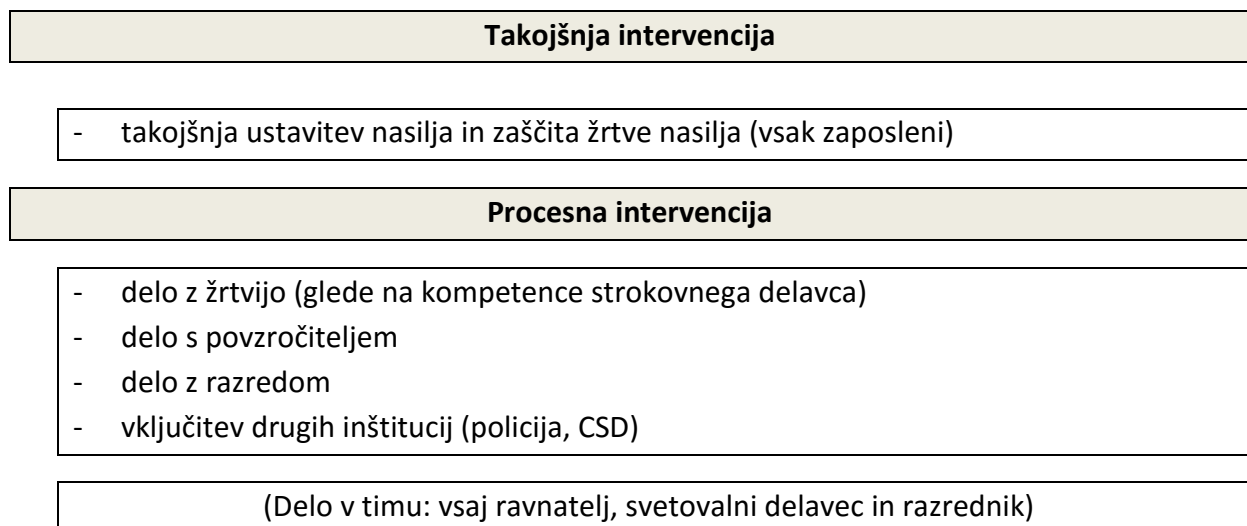 Takojšnja intervencija
- takojšnja ustavitev nasilja in zaščita žrtve nasilja (vsak zaposleni)
Procesna intervencija
- delo z žrtvijo (glede na kompetence strokovnega delavca)
- delo s povzročiteljem
- delo z razredom
- vključitev drugih inštitucij (policija, CSD)
(Delo v timu: vsaj ravnatelj, svetovalni delavec in razrednik)